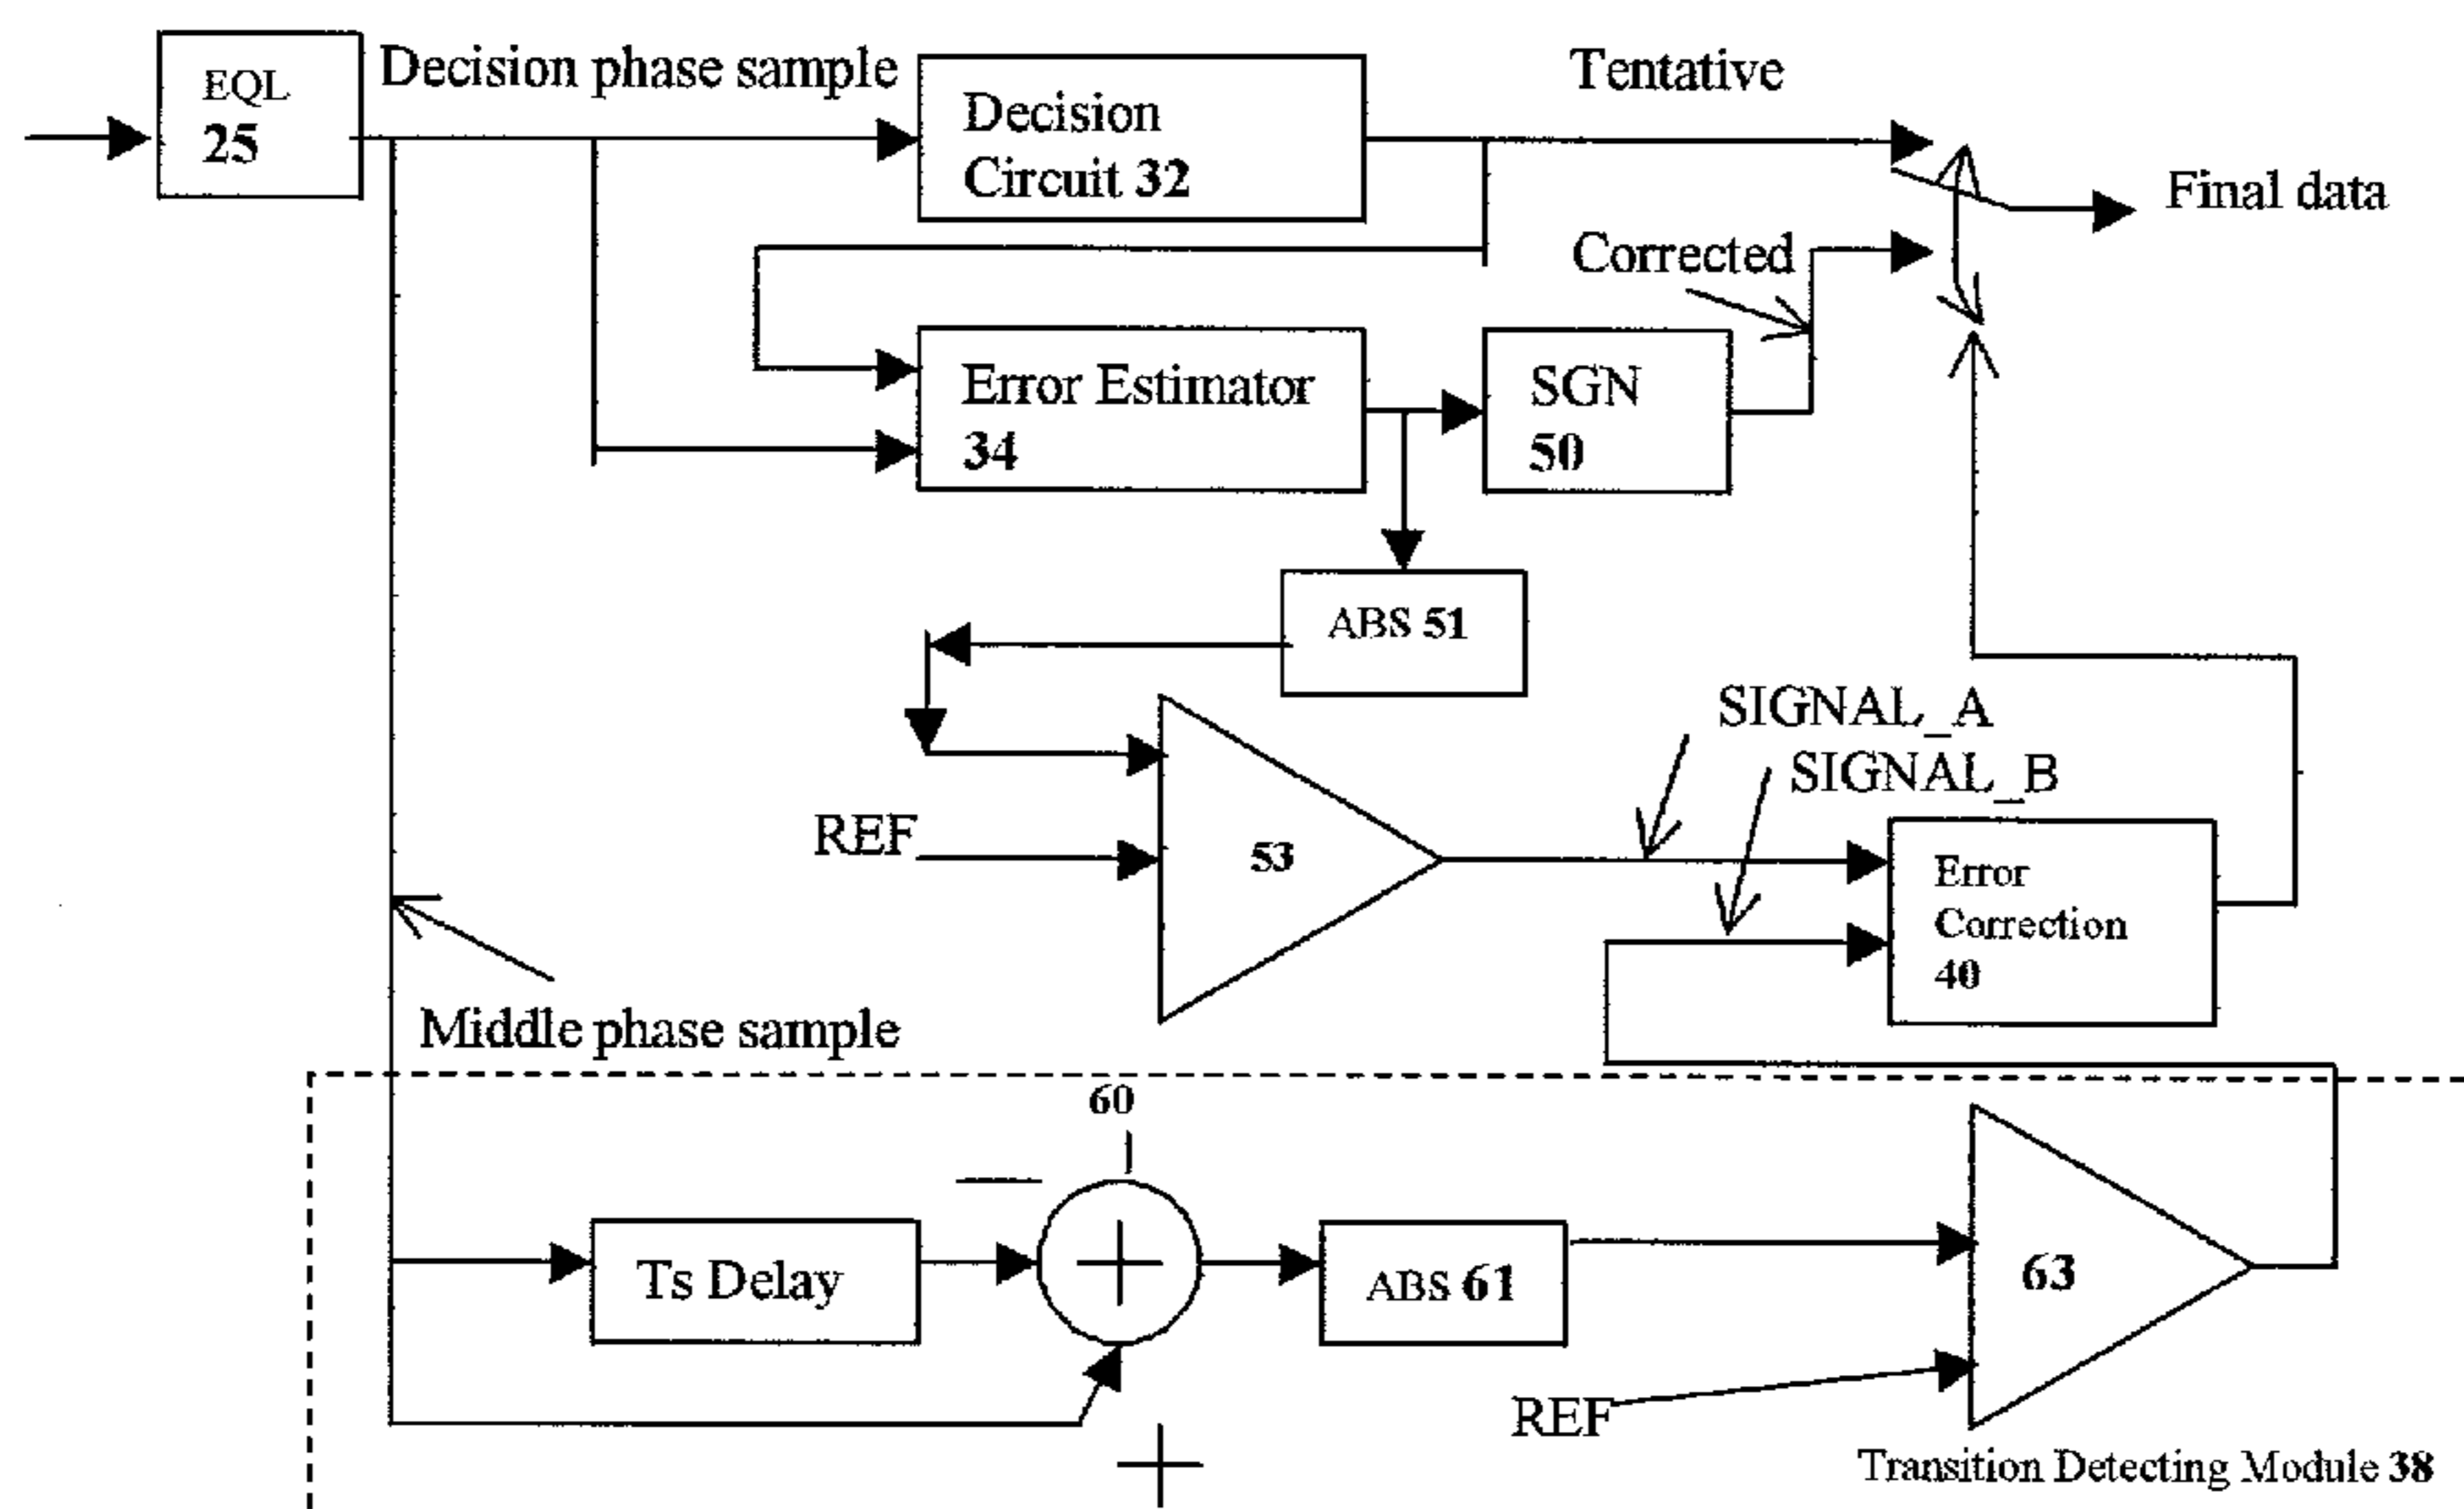 EQL
25
Decision phase sample
Decision
Circuit 32
Tentative
Final data
Corrected
Error Estimator
34
SGN
50
ABS 51
SIGNAL_A
SIGNAL_B
REF
53
Error
Correction
40
Middle phase sample
60
Ts Delay
+
ABS 61
63
REF
+
Transition Detecting Module 38